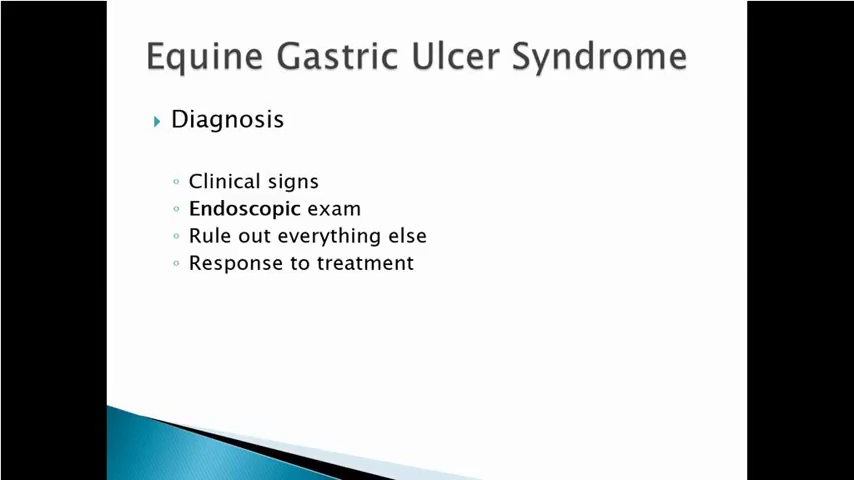 Equine Gastric Ulcer Syndrome
Diagnosis
Clinical signs
Endoscopic exam
Rule out everything else
Response to treatment